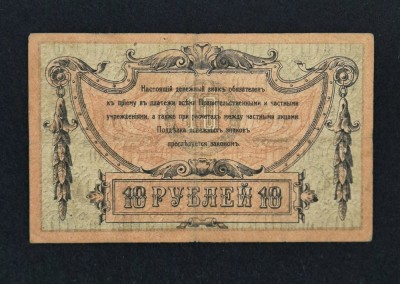 Настоящій денежный знакъ обязателенъ
къ пріему въ платежи всѣми Правительственными и частными
учрежденіями, а также при расчетахъ между частными лицами
Поддѣлка денежныхъ знаковъ
преслѣдуется закономъ.
10 РУБЛЕЙ 10